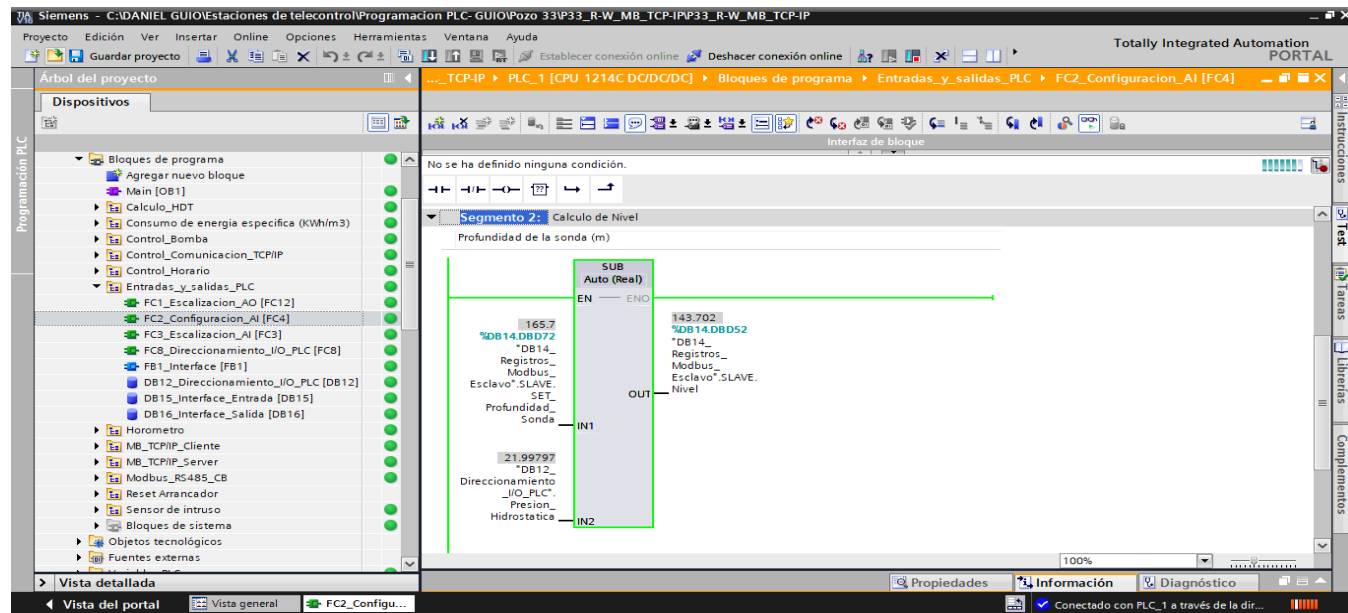 Siemens - C:\DANIEL GUIO\Estaciones de telecontrol\Programacion PLC- GUIO\Pozo 33\P33_R-W_MB_TCP-IP\P33_R-W_MB_TCP-IP
Proyecto Edición Ver Insertar Online Opciones Herramientas Ventana Ayuda
Totally Integrated Automation
PORTAL
Guardar proyecto
Establecer conexión online
Deshacer conexión online
Árbol del proyecto
..._TCP-IP PLC_1 [CPU 1214C DC/DC/DC] Bloques de programa Entradas_y_salidas_PLC FC2_Configuracion_AI [FC4]
Dispositivos
Programación PLC
Bloques de programa
Agregar nuevo bloque
Main [OB1]
Calculo_HDT
Consumo de energia especifica (KWh/m3)
Control_Bomba
Control_Comunicacion_TCP/IP
Control_Horario
Entradas_y_salidas_PLC
FC1_Escalizacion_AO [FC12]
FC2_Configuracion_AI [FC4]
FC3_Escalizacion_AI [FC3]
FC8_Direccionamiento_I/O_PLC [FC8]
FB1_Interface [FB1]
DB12_Direccionamiento_I/O_PLC [DB12]
DB15_Interface_Entrada [DB15]
DB16_Interface_Salida [DB16]
Horometro
MB_TCP/IP_Cliente
MB_TCP/IP_Server
Modbus_RS485_CB
Reset Arrancador
Sensor de intruso
Bloques de sistema
Objetos tecnológicos
Fuentes externas
Vista detallada
Interfaz de bloque
No se ha definido ninguna condición.
??
Segmento 2: Calculo de Nivel
Profundidad de la sonda (m)
SUB
Auto (Real)
EN ENO
165.7
%DB14.DBD72
"DB14_
Registros_
Modbus_
Esclavo".SLAVE.
SET_
Profundidad_
Sonda
IN1
143.702
%DB14.DBD52
"DB14_
Registros_
Modbus_
Esclavo".SLAVE.
Nivel
OUT
21.99797
"DB12_
Direccionamiento
_I/O_PLC".
Presion_
Hidrostatica
IN2
100%
Instrucciones
Test
Tareas
Librerías
Complementos
Propiedades
Información
Diagnóstico
Vista del portal
Vista general
FC2_Configu...
Conectado con PLC_1 a través de la dir...